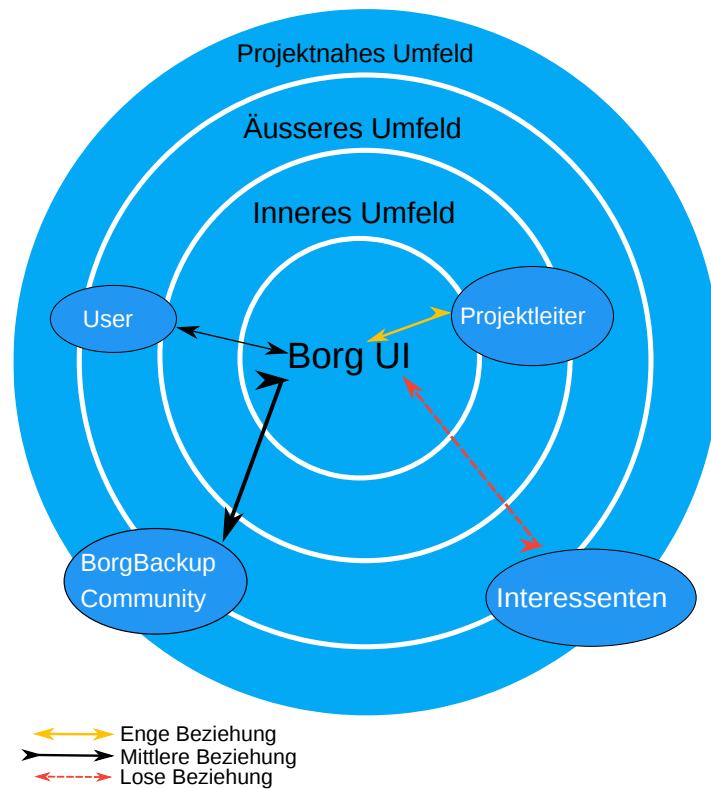 Projektnahes Umfeld
Äusseres Umfeld
Inneres Umfeld
User
Projektleiter
Borg UI
BorgBackup
Community
Interessenten
Enge Beziehung
Mittlere Beziehung
Lose Beziehung